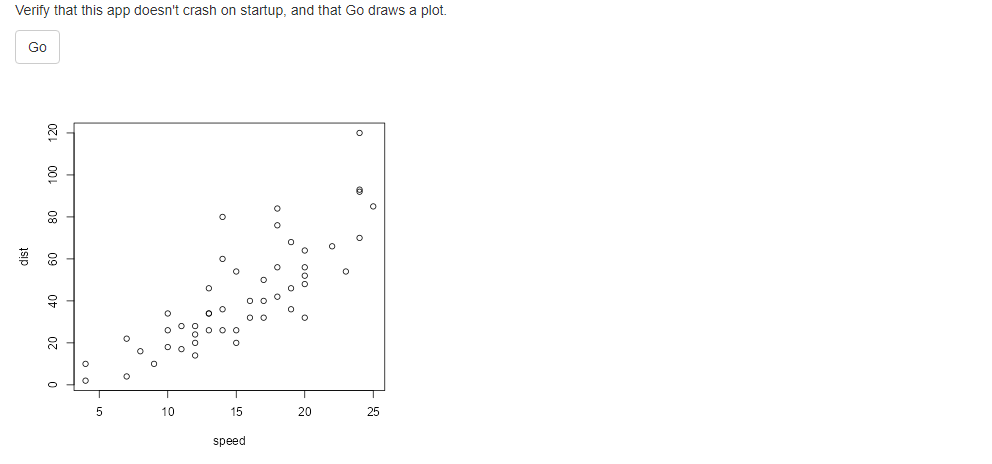 Verify that this app doesn't crash on startup, and that Go draws a plot.
Go
120
100
80
60
40
20
0
dist
5 10 15 20 25
speed